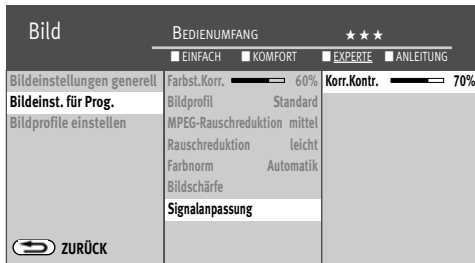 Bild
BEDIENUMFANG ★★★
EINFACH KOMFORT EXPERTE ANLEITUNG
Bildeinstellungen generell
Bildeinst. für Prog.
Bildprofile einstellen
Farbst.Korr. 60%
Bildprofil Standard
MPEG-Rauschreduktion mittel
Rauschreduktion leicht
Farbnorm Automatik
Bildschärfe
Signalanpassung
Korr.Kontr. 70%
ZURÜCK